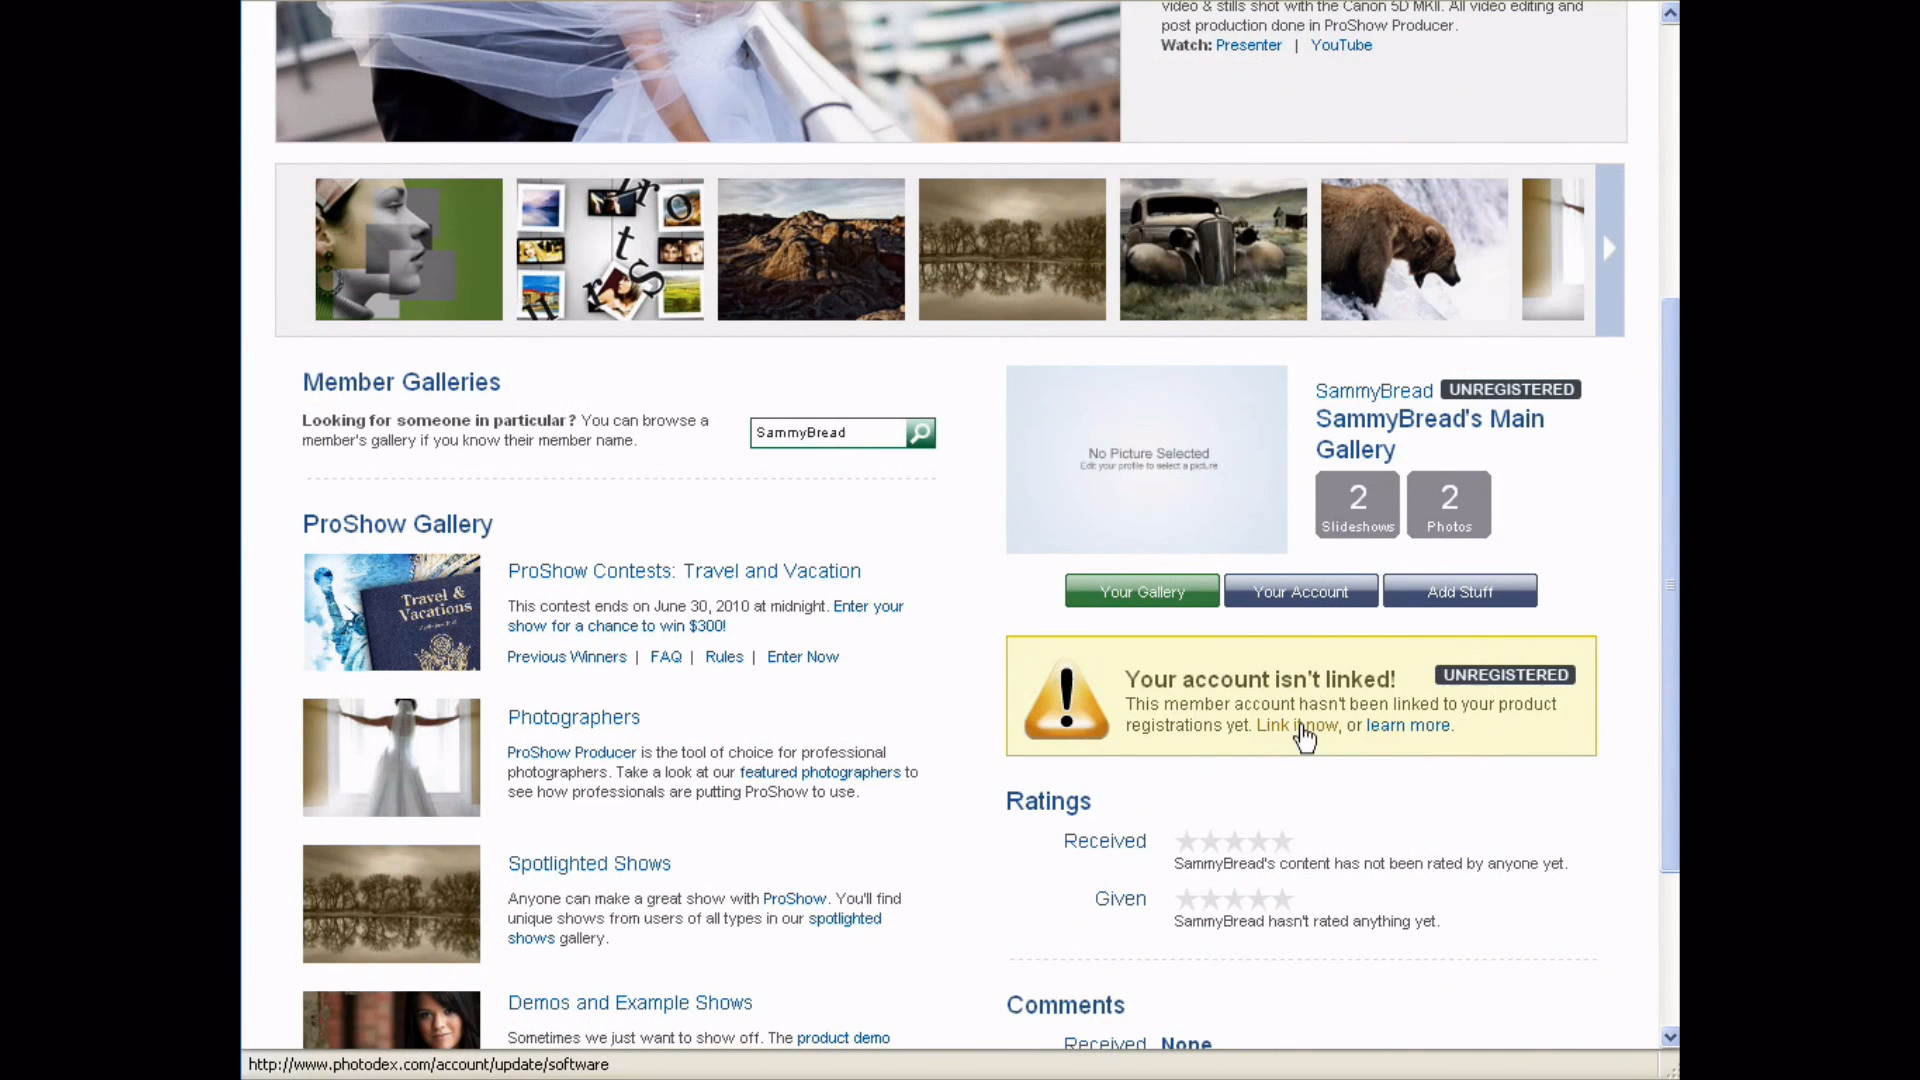 video & stills shot with the Canon 5D MKII. All video editing and
post production done in ProShow Producer.
Watch: Presenter | YouTube
Member Galleries
Looking for someone in particular? You can browse a
member's gallery if you know their member name.
SammyBread
ProShow Gallery
Travel &
Vacations
ProShow Contests: Travel and Vacation
This contest ends on June 30, 2010 at midnight. Enter your
show for a chance to win $300!
Previous Winners | FAQ | Rules | Enter Now
Photographers
ProShow Producer is the tool of choice for professional
photographers. Take a look at our featured photographers to
see how professionals are putting ProShow to use.
Spotlighted Shows
Anyone can make a great show with ProShow. You'll find
unique shows from users of all types in our spotlighted
shows gallery.
Demos and Example Shows
Sometimes we just want to show off. The product demo
No Picture Selected
Edit your profile to select a picture
SammyBread UNREGISTERED
SammyBread's Main
Gallery
2 2
Slideshows Photos
Your Gallery Your Account Add Stuff
Your account isn't linked! UNREGISTERED
This member account hasn't been linked to your product
registrations yet. Link it now, or learn more.
Ratings
Received
SammyBread's content has not been rated by anyone yet.
Given
SammyBread hasn't rated anything yet.
Comments
Received None
http://www.photodex.com/account/update/software